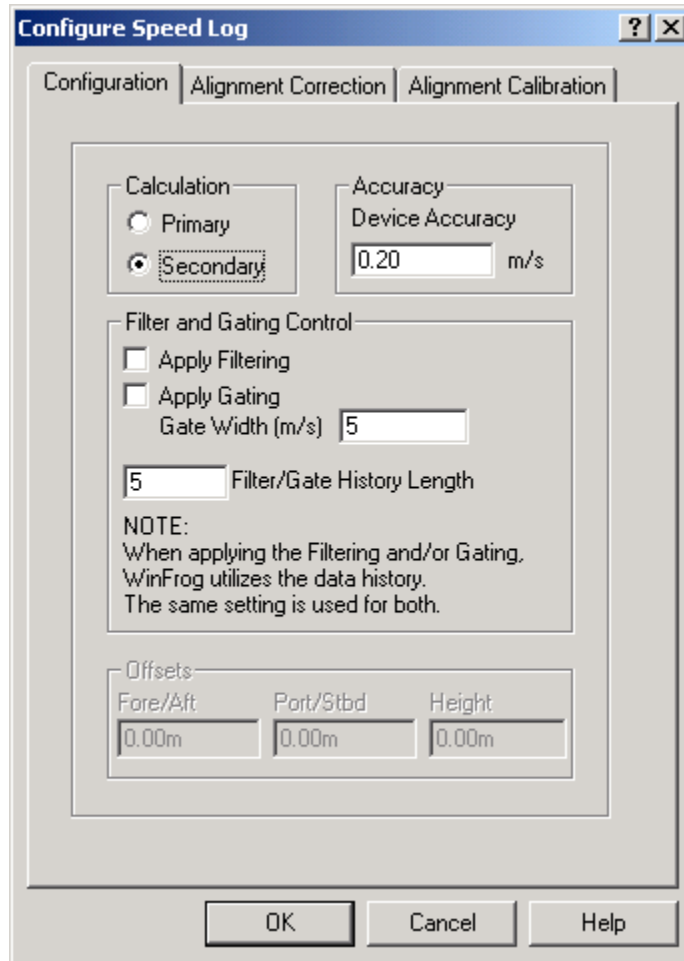 Configure Speed Log
Configuration Alignment Correction Alignment Calibration
Calculation
Primary
Secondary
Accuracy
Device Accuracy
0.20 m/s
Filter and Gating Control
Apply Filtering
Apply Gating
Gate Width (m/s) 5
5 Filter/Gate History Length
NOTE:
When applying the Filtering and/or Gating,
WinFrog utilizes the data history.
The same setting is used for both.
Offsets
Fore/Aft Port/Stbd Height
0.00m 0.00m 0.00m
OK Cancel Help